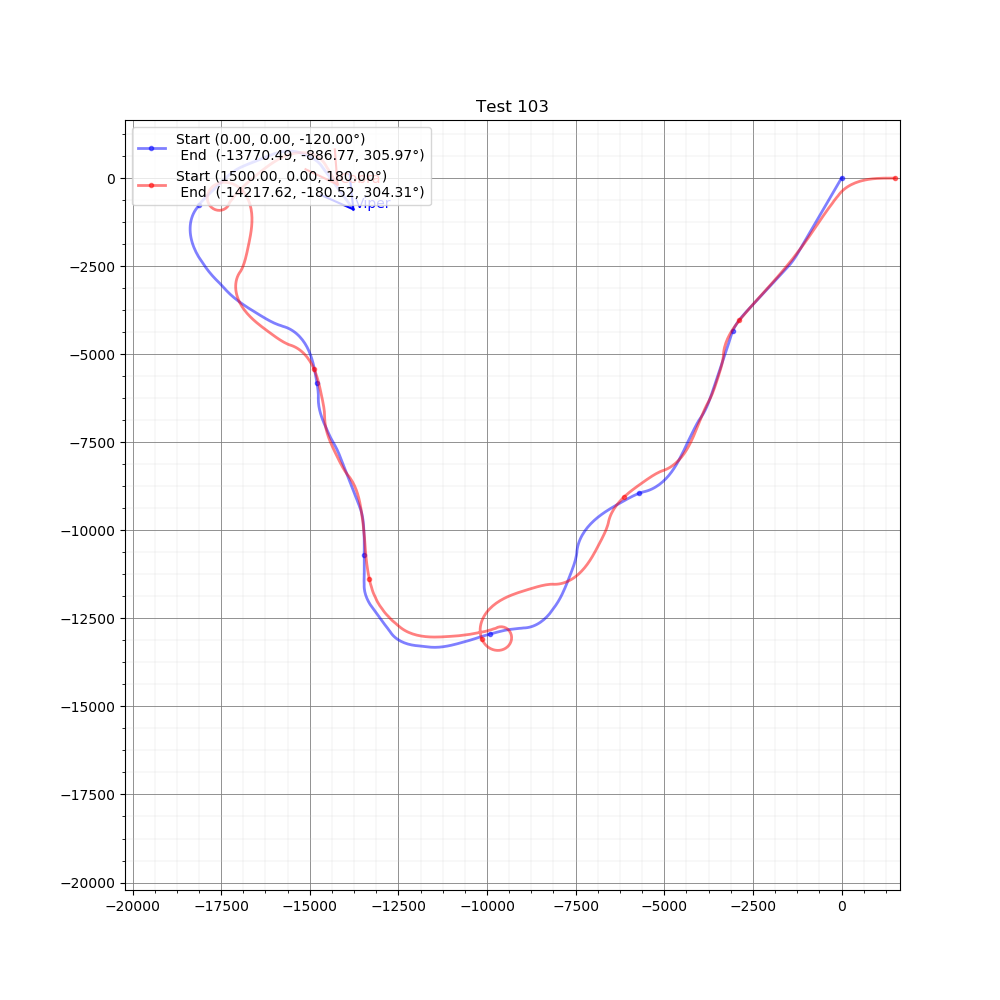 Test 103
Start (0.00, 0.00, -120.00°)
End (-13770.49, -886.77, 305.97°)
Start (1500.00, 0.00, 180.00°)
End (-14217.62, -180.52, 304.31°)
Viper
0
−2500
−5000
−7500
−10000
−12500
−15000
−17500
−20000
−20000 −17500 −15000 −12500 −10000 −7500 −5000 −2500 0